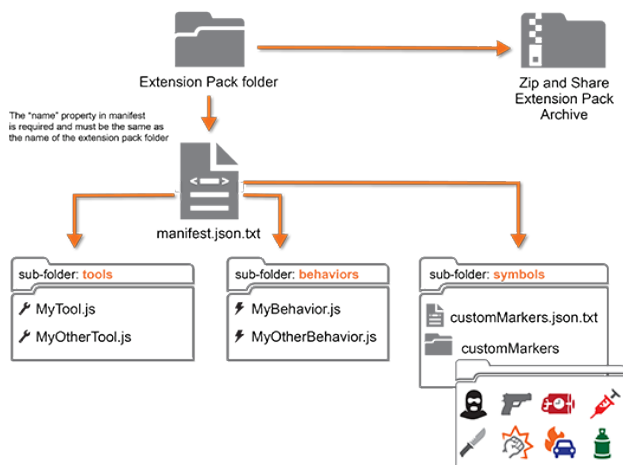 Extension Pack folder
Zip and Share
Extension Pack
Archive
The "name" property in manifest
is required and must be the same as
the name of the extension pack folder
manifest.json.txt
sub-folder: tools
MyTool.js
MyOtherTool.js
sub-folder: behaviors
MyBehavior.js
MyOtherBehavior.js
sub-folder: symbols
customMarkers.json.txt
customMarkers